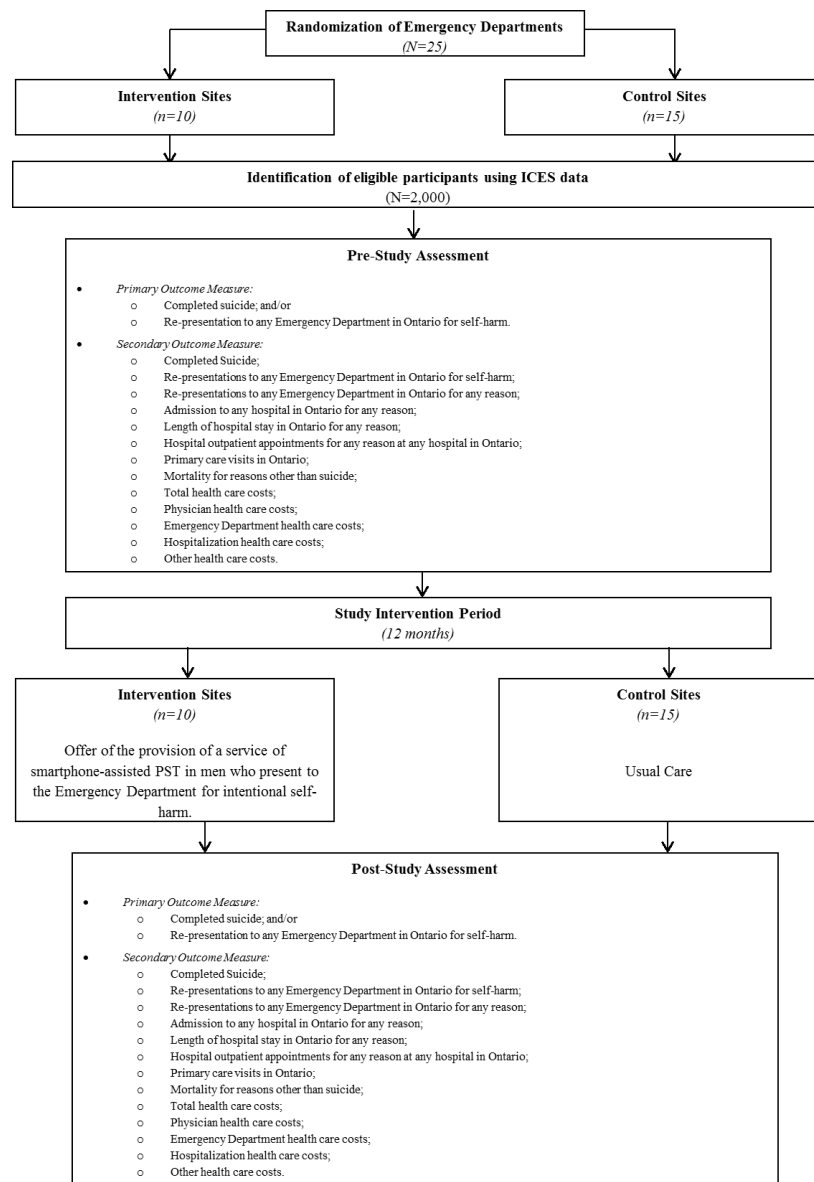 Randomization of Emergency Departments
(N=25)
Intervention Sites
(n=10)
Control Sites
(n=15)
Identification of eligible participants using ICES data
(N=2,000)
Pre-Study Assessment
• Primary Outcome Measure:
o Completed suicide; and/or
o Re-presentation to any Emergency Department in Ontario for self-harm.
• Secondary Outcome Measure:
o Completed Suicide;
o Re-presentations to any Emergency Department in Ontario for self-harm;
o Re-presentations to any Emergency Department in Ontario for any reason;
o Admission to any hospital in Ontario for any reason;
o Length of hospital stay in Ontario for any reason;
o Hospital outpatient appointments for any reason at any hospital in Ontario;
o Primary care visits in Ontario;
o Mortality for reasons other than suicide;
o Total health care costs;
o Physician health care costs;
o Emergency Department health care costs;
o Hospitalization health care costs;
o Other health care costs.
Study Intervention Period
(12 months)
Intervention Sites
(n=10)
Offer of the provision of a service of
smartphone-assisted PST in men who present to
the Emergency Department for intentional self-
harm.
Control Sites
(n=15)
Usual Care
Post-Study Assessment
• Primary Outcome Measure:
o Completed suicide; and/or
o Re-presentation to any Emergency Department in Ontario for self-harm.
• Secondary Outcome Measure:
o Completed Suicide;
o Re-presentations to any Emergency Department in Ontario for self-harm;
o Re-presentations to any Emergency Department in Ontario for any reason;
o Admission to any hospital in Ontario for any reason;
o Length of hospital stay in Ontario for any reason;
o Hospital outpatient appointments for any reason at any hospital in Ontario;
o Primary care visits in Ontario;
o Mortality for reasons other than suicide;
o Total health care costs;
o Physician health care costs;
o Emergency Department health care costs;
o Hospitalization health care costs;
o Other health care costs.